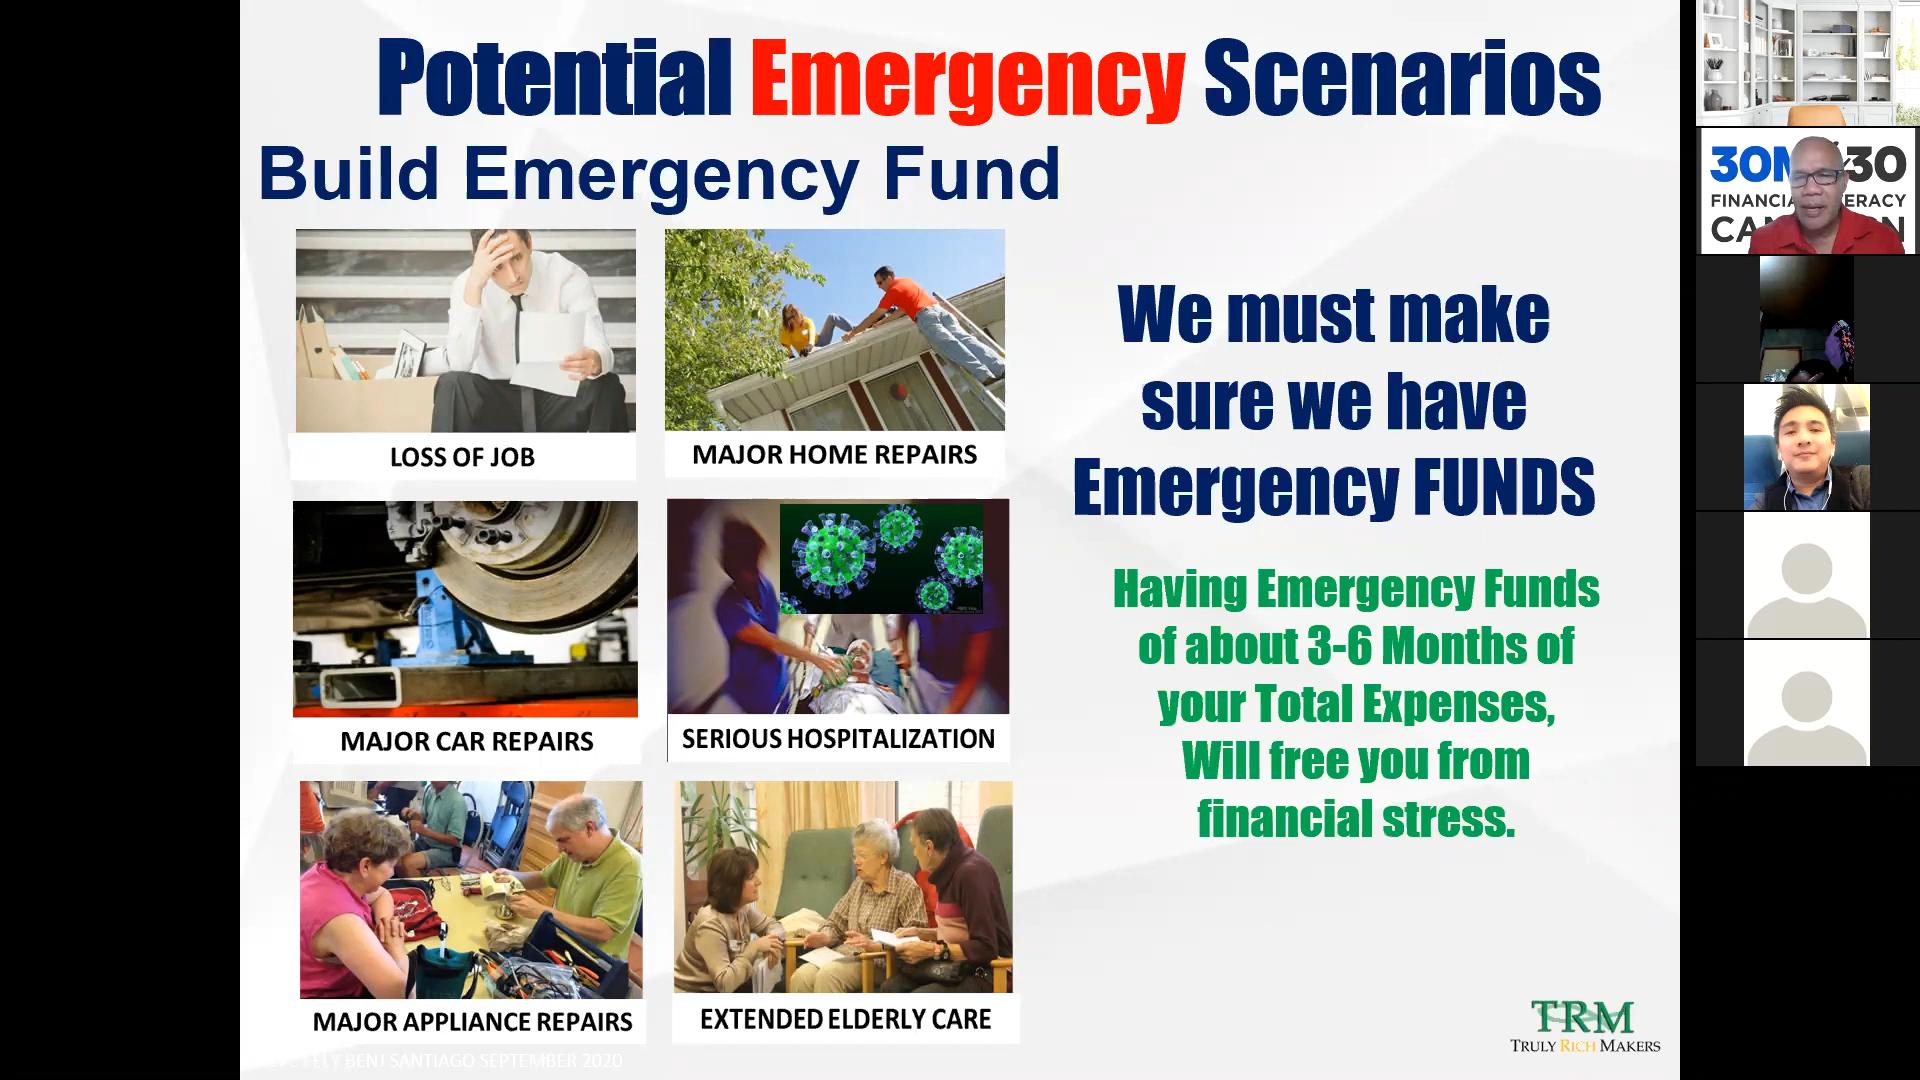 Potential Emergency Scenarios
Build Emergency Fund
LOSS OF JOB
MAJOR HOME REPAIRS
MAJOR CAR REPAIRS
SERIOUS HOSPITALIZATION
MAJOR APPLIANCE REPAIRS
EXTENDED ELDERLY CARE
We must make
sure we have
Emergency FUNDS
Having Emergency Funds
of about 3-6 Months of
your Total Expenses,
Will free you from
financial stress.
TRM
TRULY RICH MAKERS
BENJ SANTIAGO SEPTEMBER 2020
30
FINANCIA ERACY
CA N